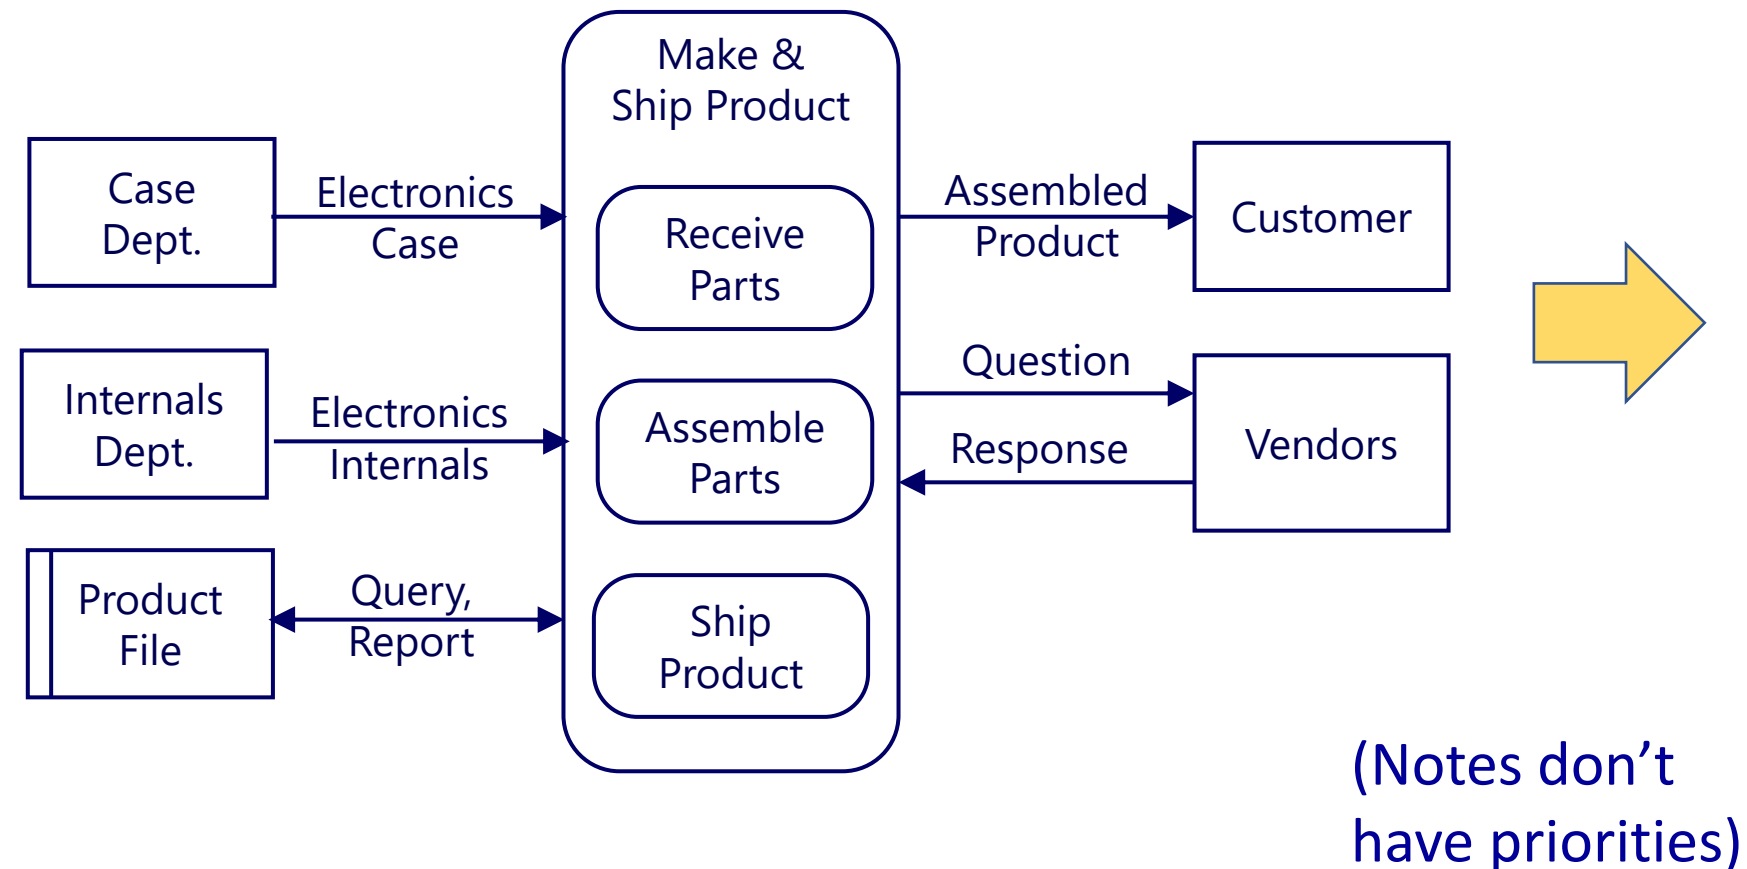 Make &
Ship Product
Case
Dept.
Electronics
Case
Receive
Parts
Assembled
Product
Customer
Internals
Dept.
Electronics
Internals
Assemble
Parts
Question
Response
Vendors
Product
File
Query,
Report
Ship
Product
(Notes don’t
have priorities)